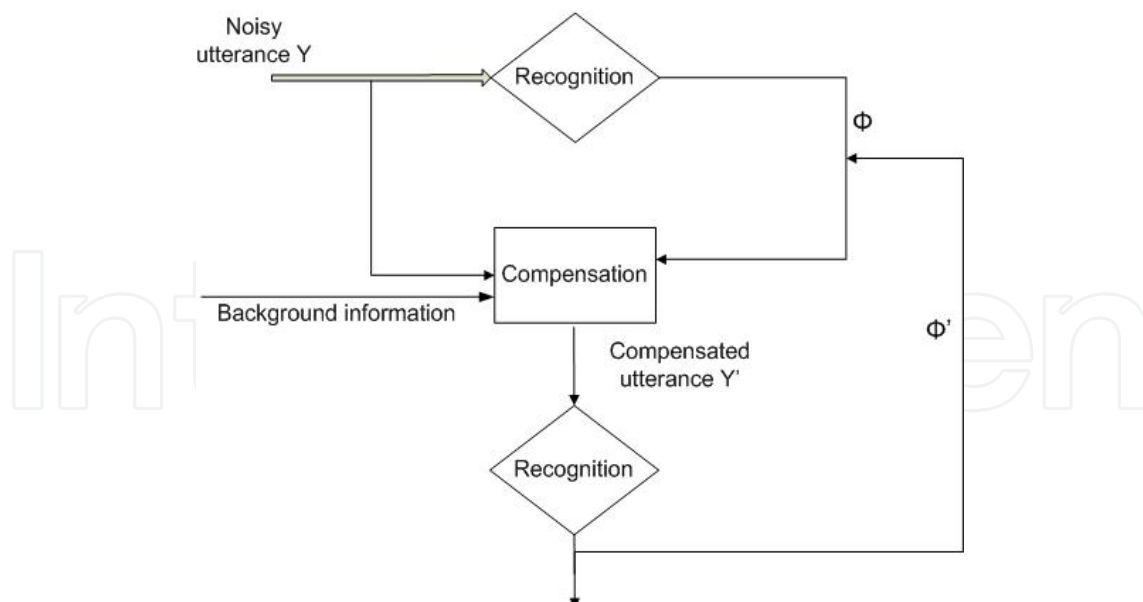 Noisy
utterance Y
Recognition
Φ
Compensation
Background information
Φ’
Compensated
utterance Y’
Recognition